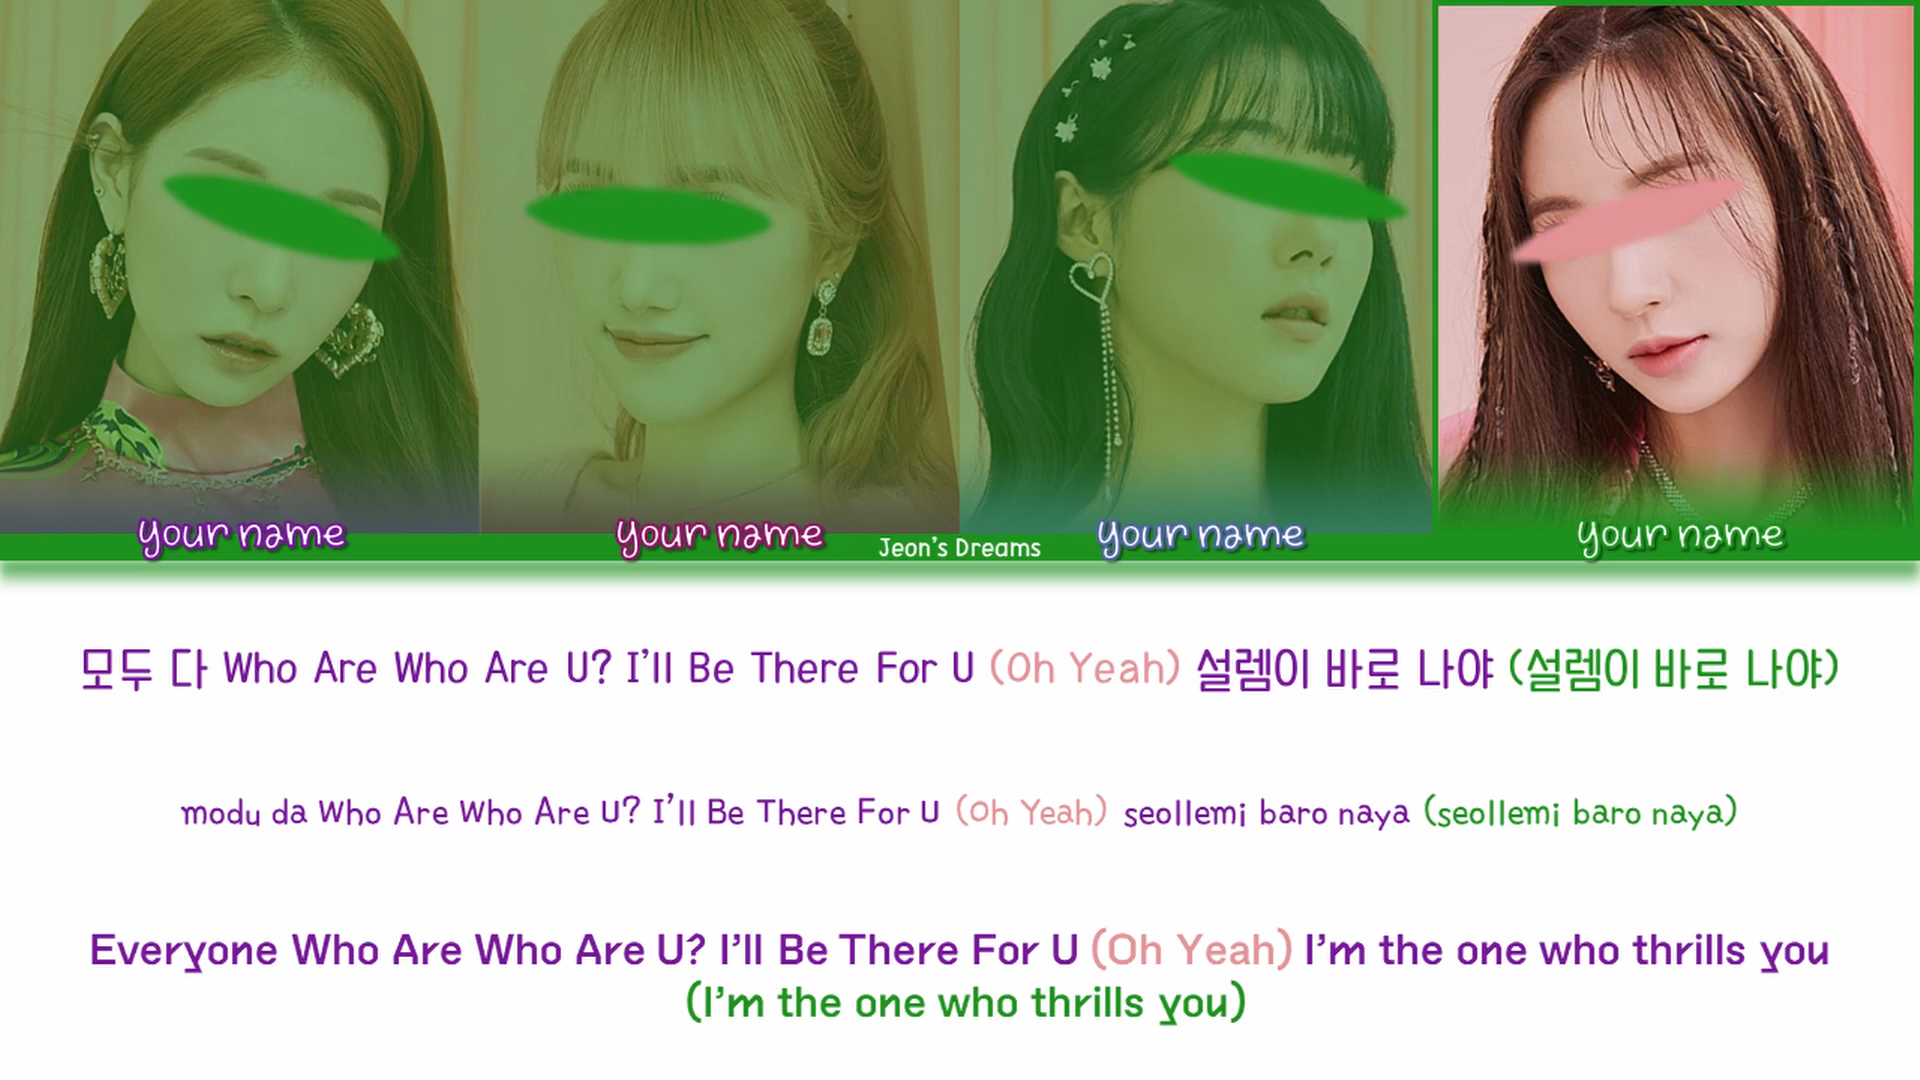 your name
your name
Jeon's Dreams
your name
your name
모두 다 Who Are Who Are U? I'll Be There For U (Oh Yeah) 설렘이 바로 나야 (설렘이 바로 나야)
modu da Who Are Who Are U? I'll Be There For U (Oh Yeah) seollemi baro naya (seollemi baro naya)
Everyone Who Are Who Are U? I'll Be There For U (Oh Yeah) I'm the one who thrills you
(I'm the one who thrills you)